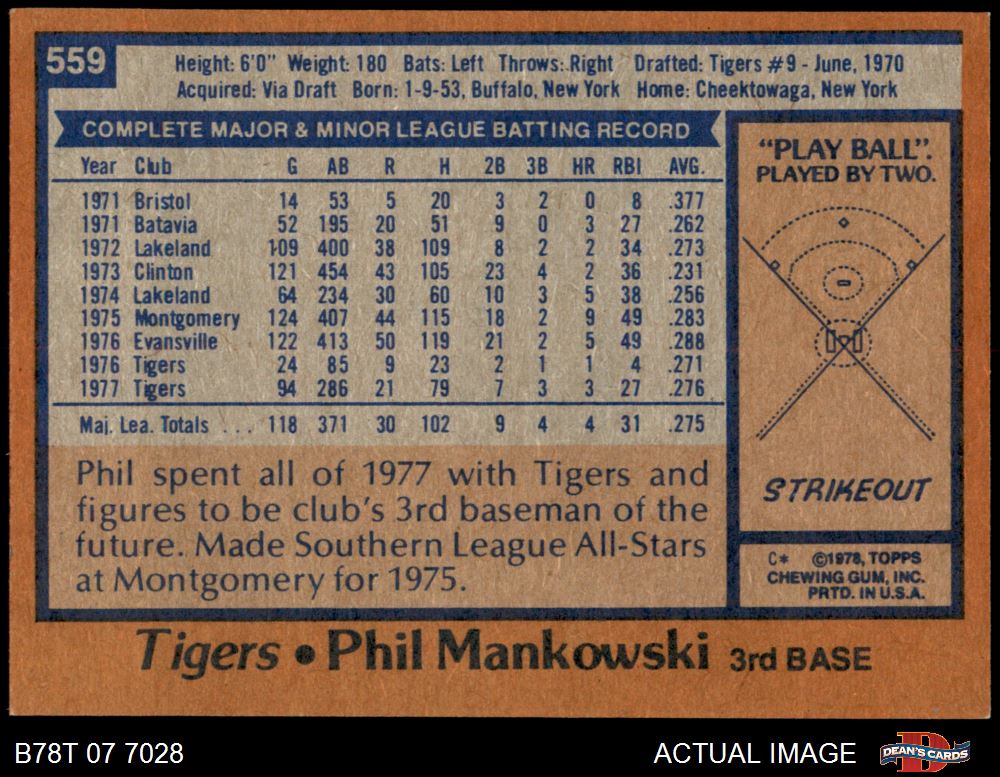 559
Height: 6'0" Weight: 180 Bats: Left Throws: Right Drafted: Tigers #9 - June, 1970
Acquired: Via Draft Born: 1-9-53, Buffalo, New York Home: Cheektowaga, New York
COMPLETE MAJOR & MINOR LEAGUE BATTING RECORD
Year Club G AB R H 2B 3B HR RBI AVG.
1971 Bristol 14 53 5 20 3 2 0 8 .377
1971 Batavia 52 195 20 51 9 0 3 27 .262
1972 Lakeland 109 400 38 109 8 2 2 34 .273
1973 Clinton 121 454 43 105 23 4 2 36 .231
1974 Lakeland 64 234 30 60 10 3 5 38 .256
1975 Montgomery 124 407 44 115 18 2 9 49 .283
1976 Evansville 122 413 50 119 21 2 5 49 .288
1976 Tigers 24 85 9 23 2 1 1 4 .271
1977 Tigers 94 286 21 79 7 3 3 27 .276
Maj. Lea. Totals ... 118 371 30 102 9 4 4 31 .275
Phil spent all of 1977 with Tigers and
figures to be club's 3rd baseman of the
future. Made Southern League All-Stars
at Montgomery for 1975.
"PLAY BALL".
PLAYED BY TWO.
STRIKEOUT
C* ©1978, TOPPS
CHEWING GUM, INC.
PRTD. IN U.S.A.
Tigers • Phil Mankowski 3rd BASE
B78T 07 7028
ACTUAL IMAGE
D
DEAN'S CARDS